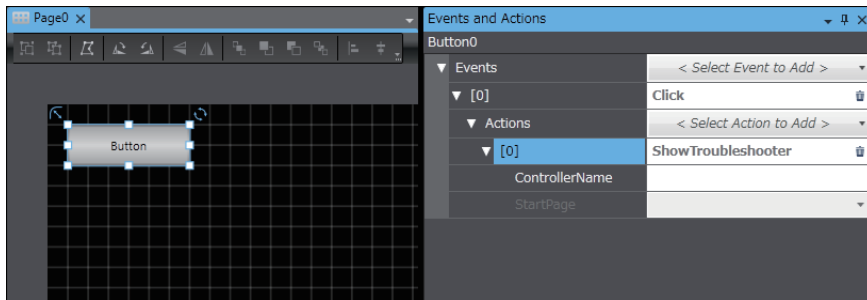 Page0
Button
Events and Actions
Button0
Events
< Select Event to Add >
[0]
Click
Actions
< Select Action to Add >
[0]
ShowTroubleshooter
ControllerName
StartPage